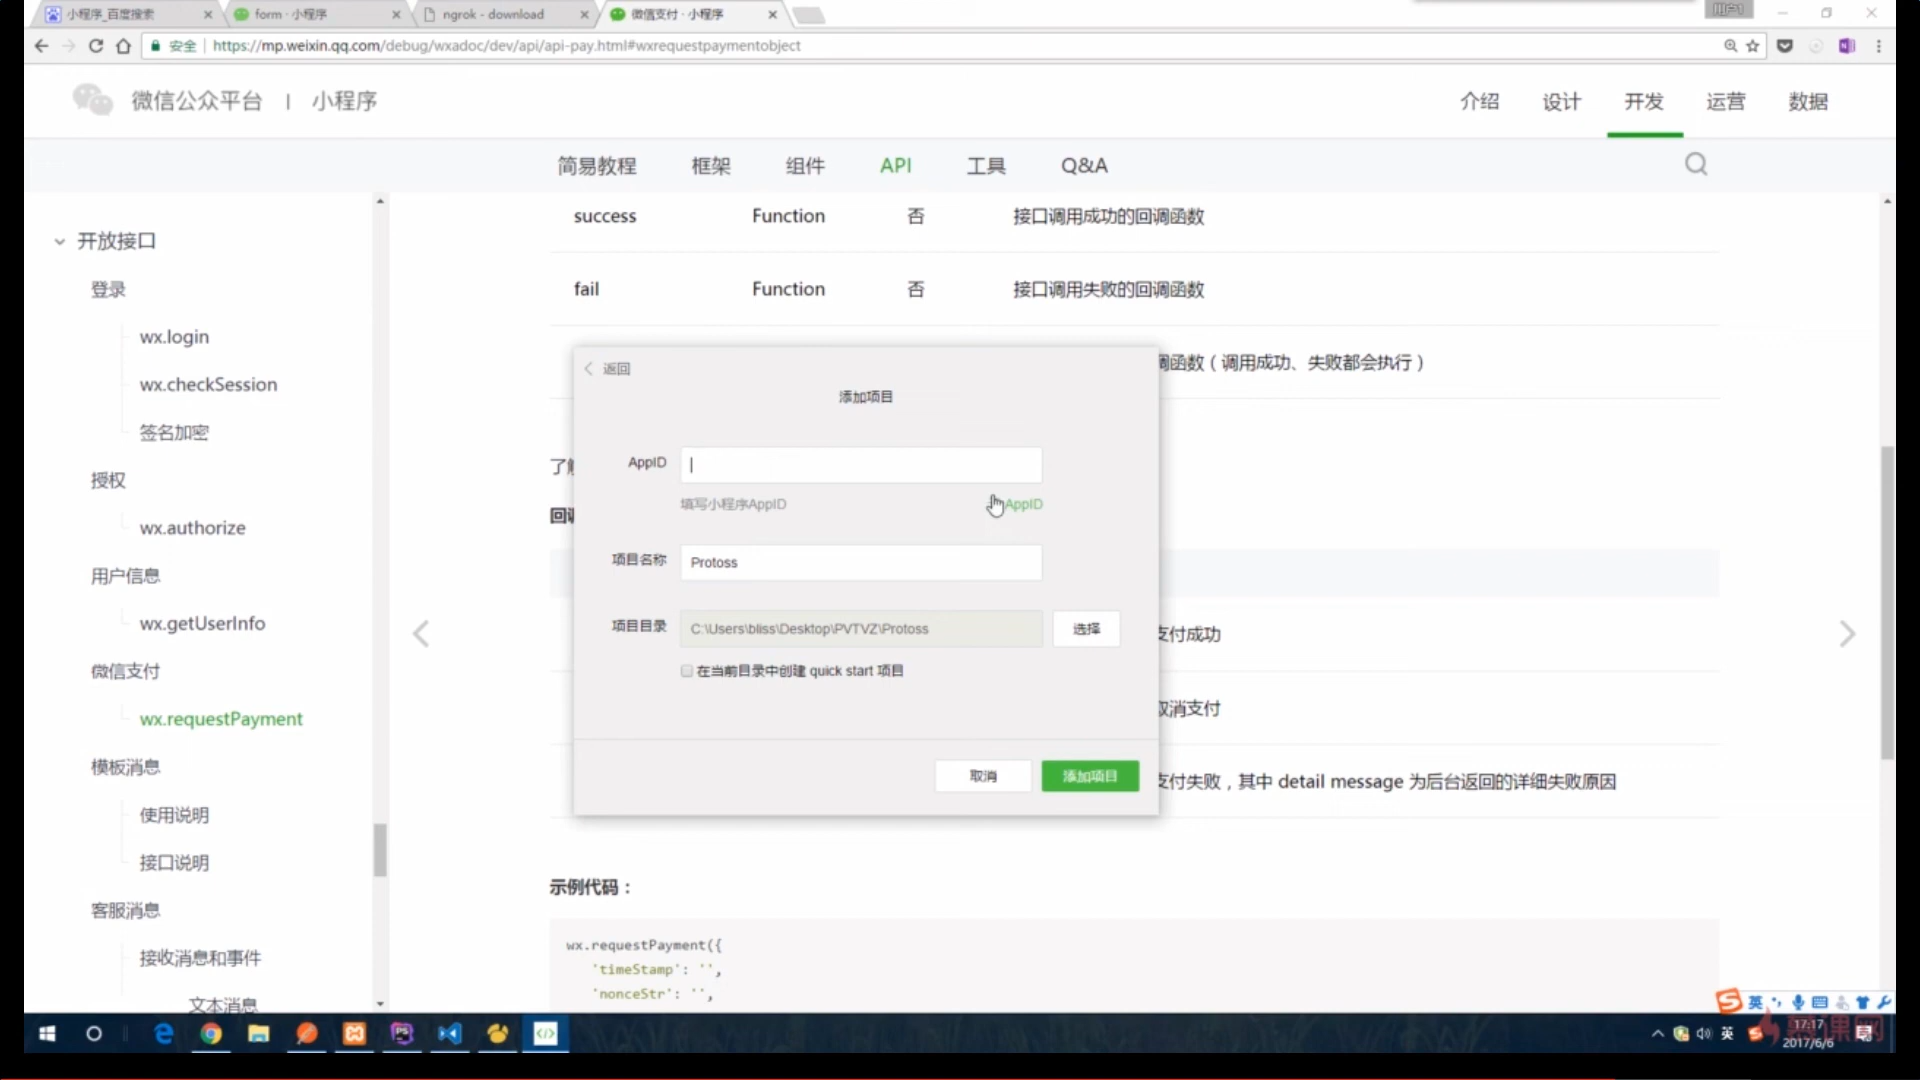 小程序_百度搜索
form · 小程序
ngrok - download
微信支付 · 小程序
用户1
安全
https://mp.weixin.qq.com/debug/wxadoc/dev/api/api-pay.html#wxrequestpaymentobject
微信公众平台 | 小程序
介绍
设计
开发
运营
数据
简易教程
框架
组件
API
工具
Q&A
开放接口
登录
wx.login
wx.checkSession
签名加密
授权
wx.authorize
用户信息
wx.getUserInfo
微信支付
wx.requestPayment
模板消息
使用说明
接口说明
客服消息
接收消息和事件
文本消息
success Function 否 接口调用成功的回调函数
fail Function 否 接口调用失败的回调函数
调函数（调用成功、失败都会执行）
了解
回调
支付成功
取消支付
支付失败，其中 detail message 为后台返回的详细失败原因
返回
添加项目
AppID
填写小程序AppID
AppID
项目名称 Protoss
项目目录 C:\Users\bliss\Desktop\PVTVZ\Protoss 选择
在当前目录中创建 quick start 项目
取消
添加项目
示例代码：
wx.requestPayment({
'timeStamp': '',
'nonceStr': '',
英
英
17:17
2017/6/6
慕课网